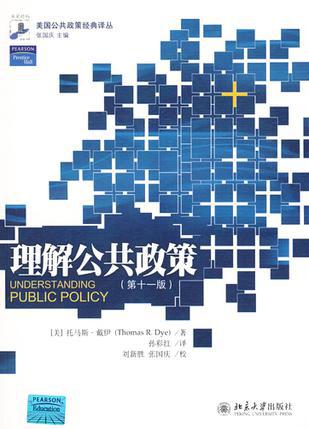 美国公共政策经典译丛
张国庆 主编
PEARSON
Prentice
Hall
理解公共政策
UNDERSTANDING
PUBLIC POLICY
(第十一版)
[美] 托马斯·戴伊 (Thomas R. Dye) 著
孙彩红 译
刘新胜 张国庆 校
PEARSON
Education
北京大学出版社
PEKING UNIVERSITY PRESS